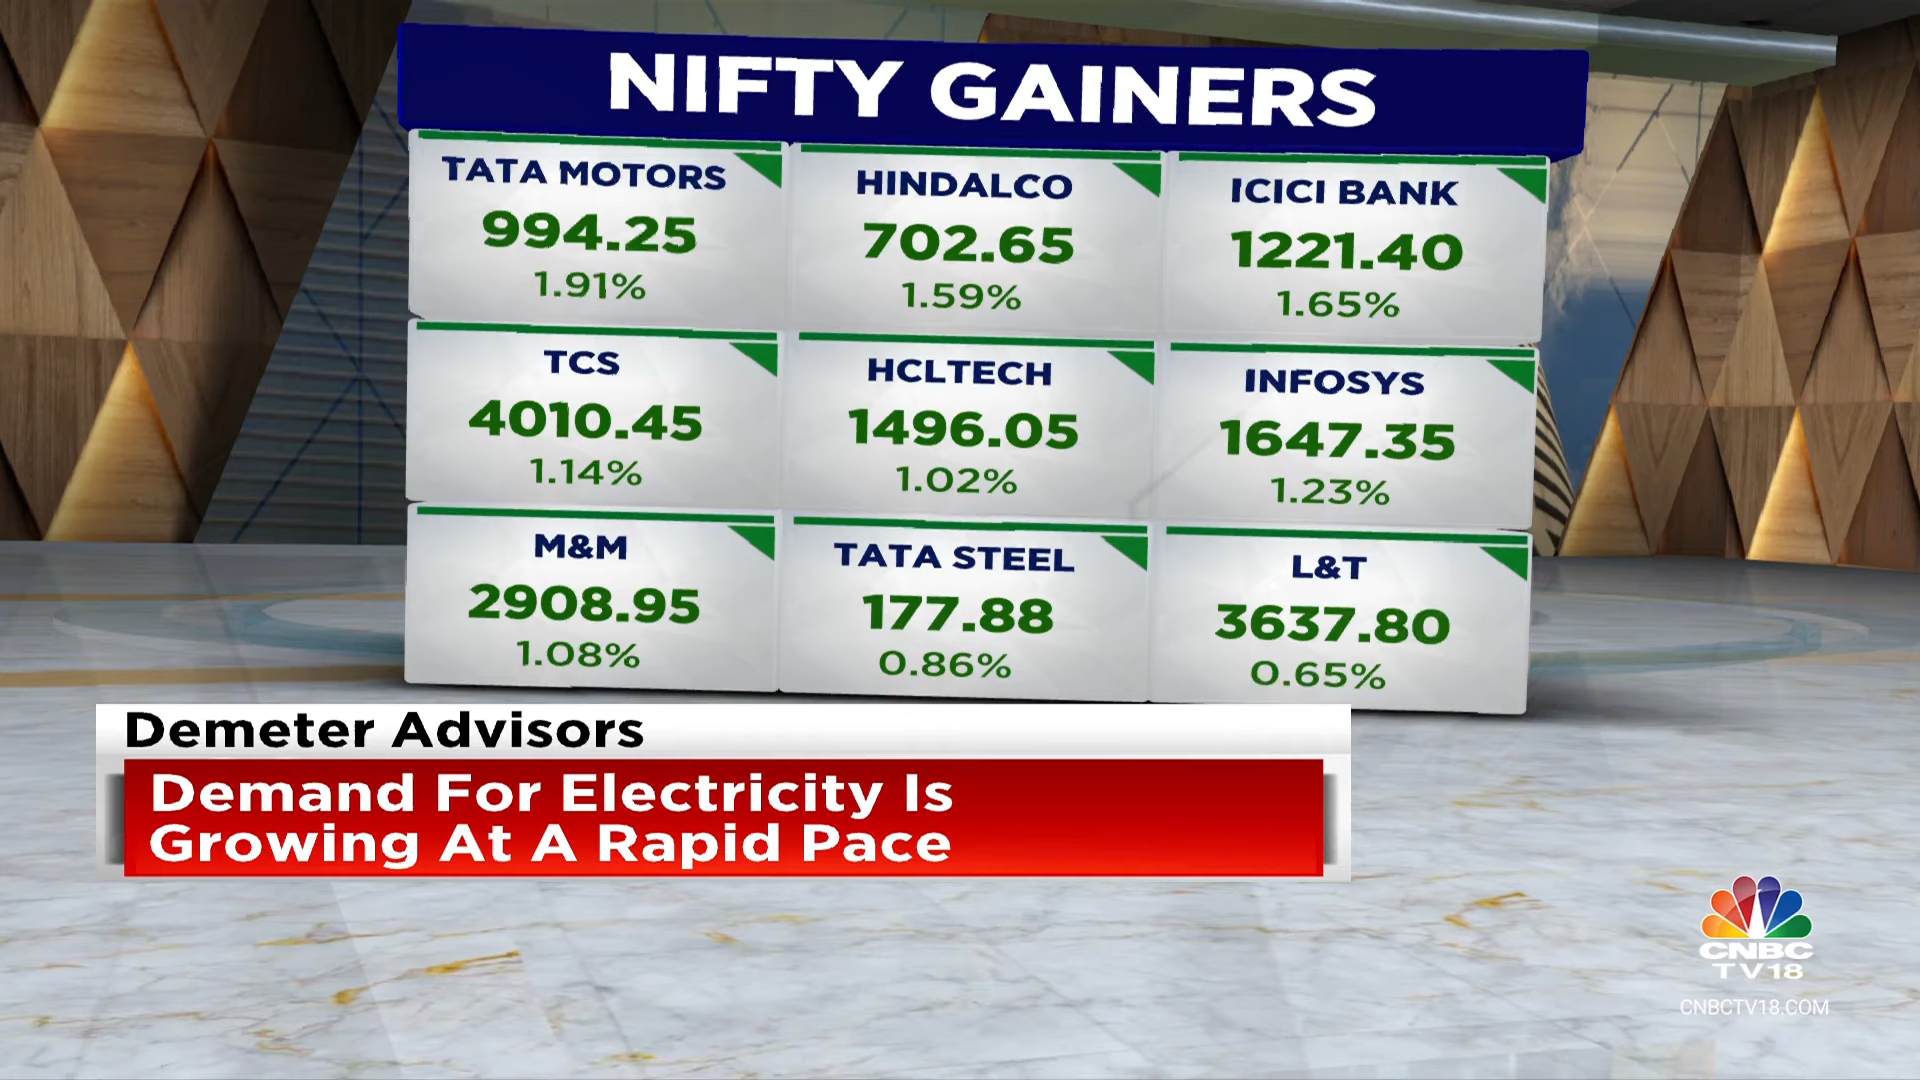 NIFTY GAINERS
TATA MOTORS
994.25
1.91%
HINDALCO
702.65
1.59%
ICICI BANK
1221.40
1.65%
TCS
4010.45
1.14%
HCLTECH
1496.05
1.02%
INFOSYS
1647.35
1.23%
M&M
2908.95
1.08%
TATA STEEL
177.88
0.86%
L&T
3637.80
0.65%
Demeter Advisors
Demand For Electricity Is
Growing At A Rapid Pace
CNBC
TV18
CNBCTV18.COM